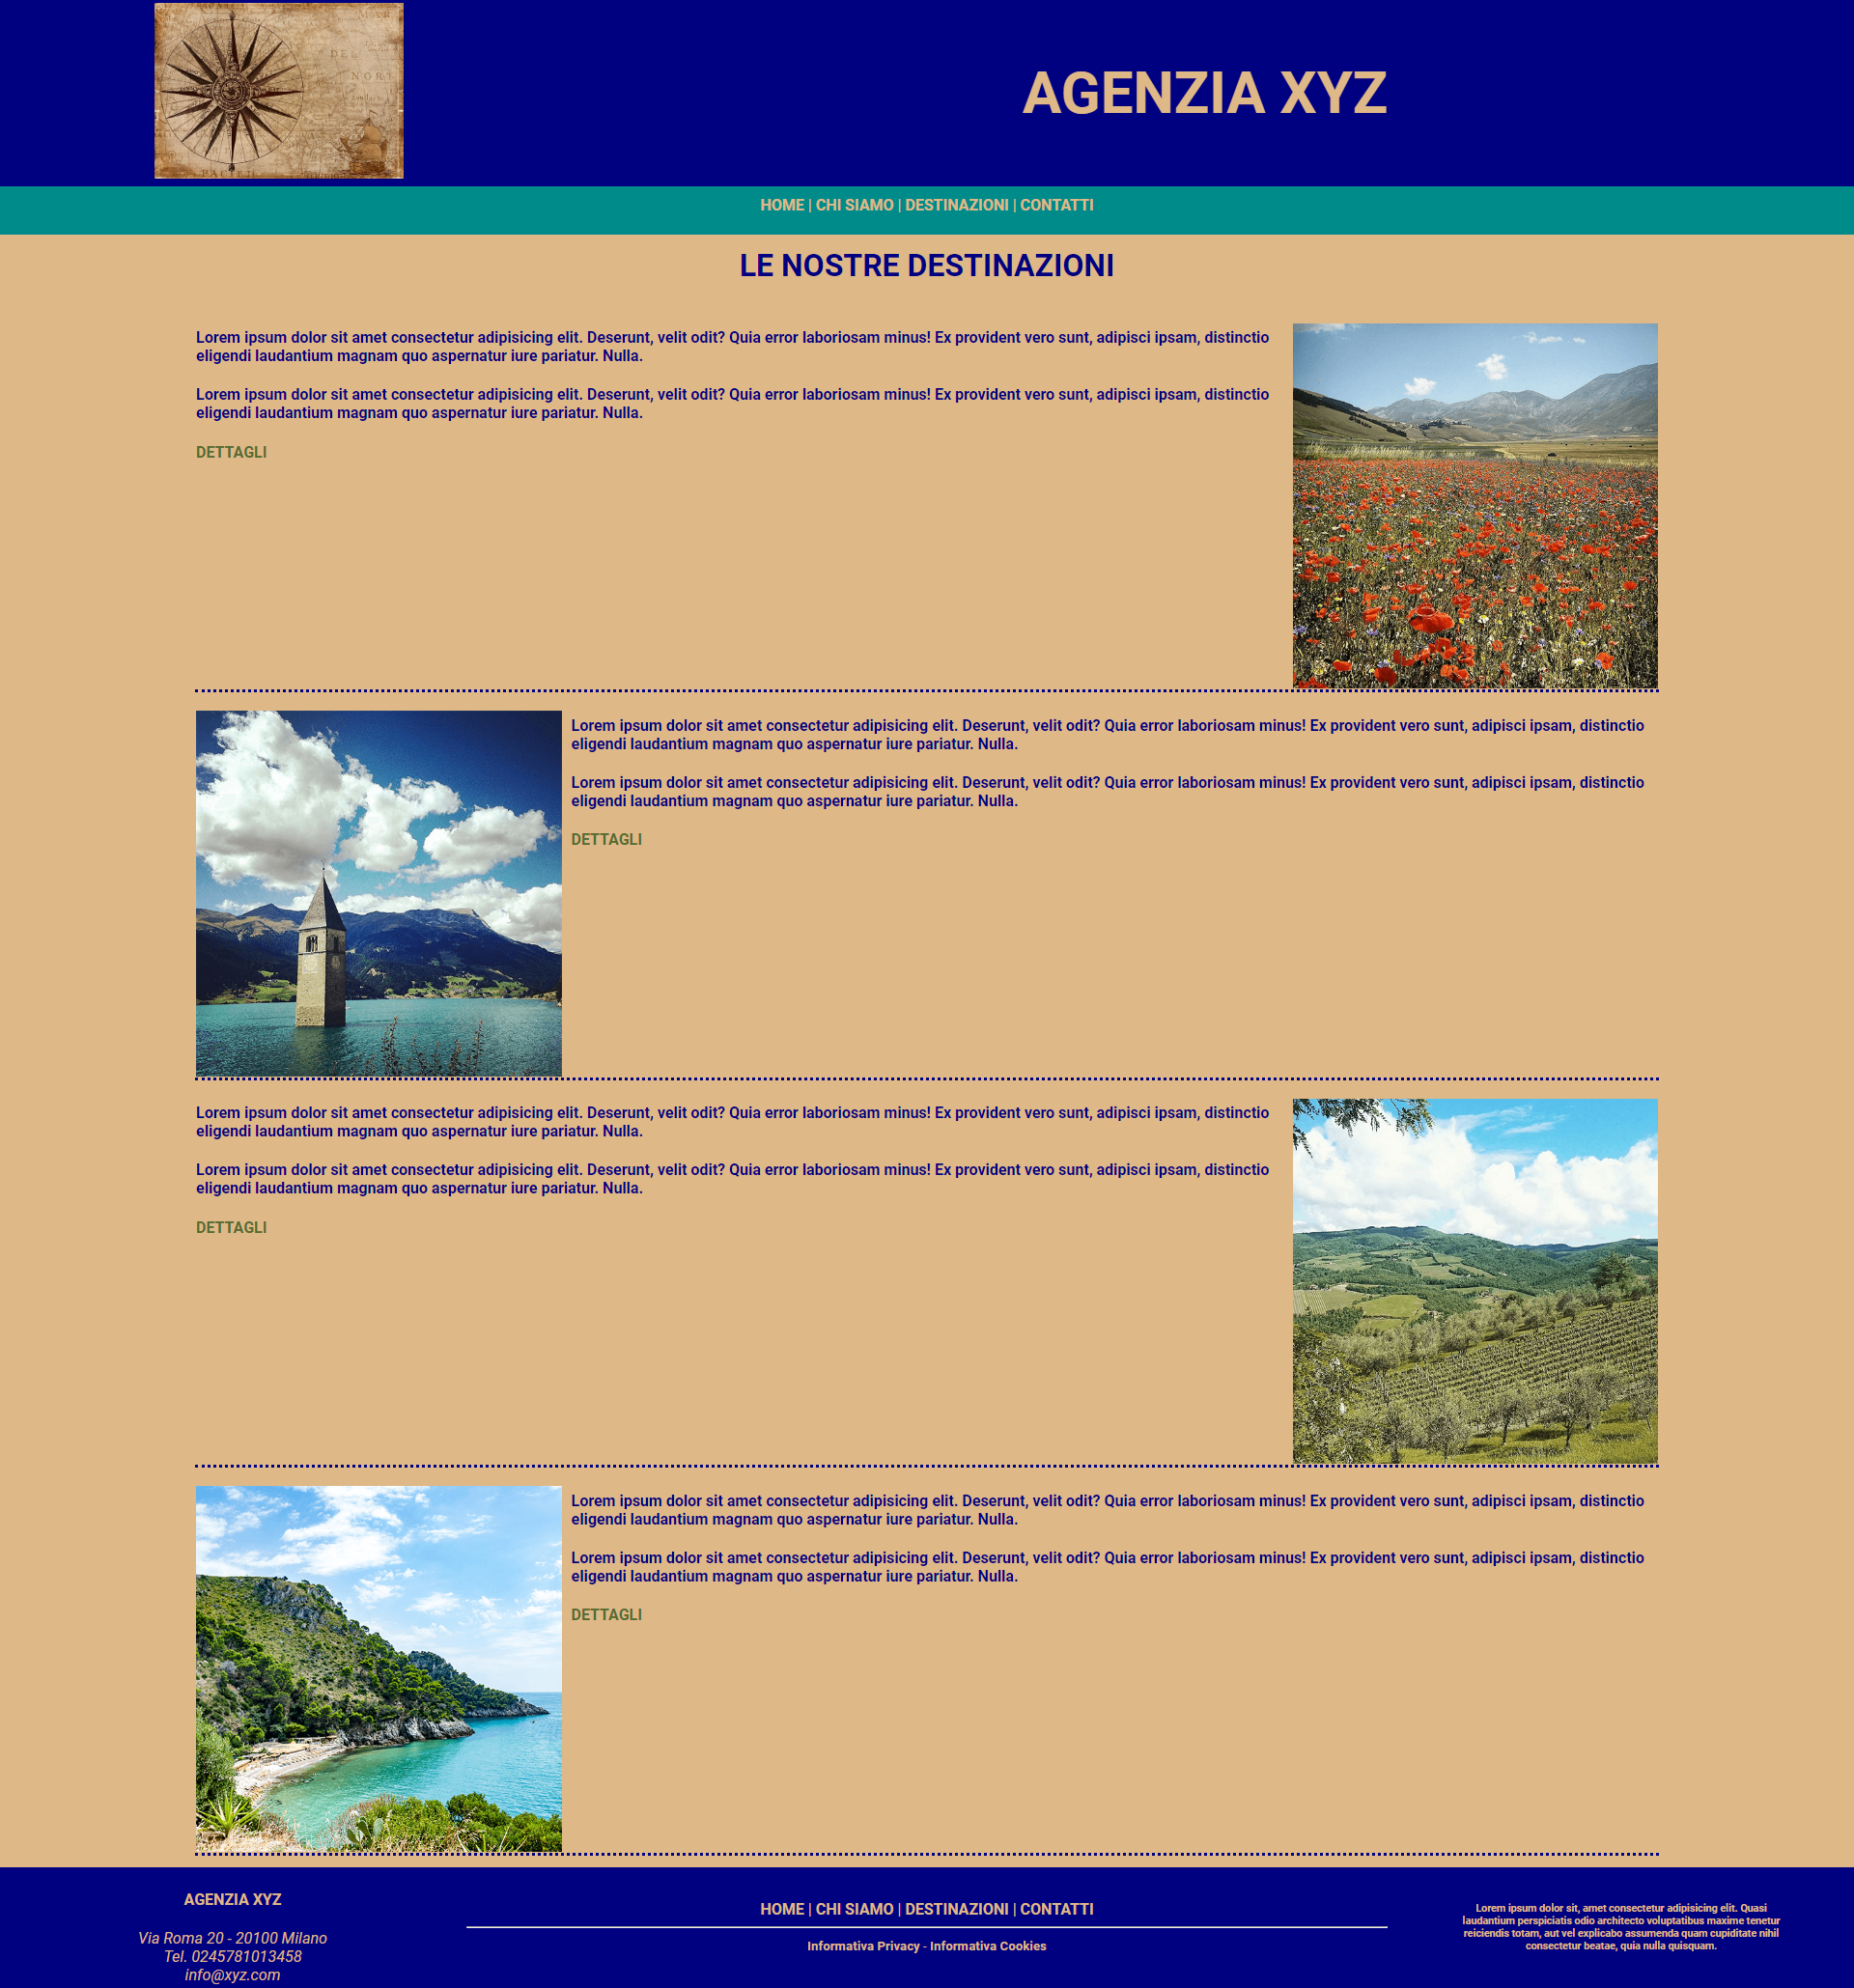 MAR
DEL
NORT
PACIFI
AGENZIA XYZ
HOME | CHI SIAMO | DESTINAZIONI | CONTATTI
LE NOSTRE DESTINAZIONI
Lorem ipsum dolor sit amet consectetur adipisicing elit. Deserunt, velit odit? Quia error laboriosam minus! Ex provident vero sunt, adipisci ipsam, distinctio
eligendi laudantium magnam quo aspernatur iure pariatur. Nulla.
Lorem ipsum dolor sit amet consectetur adipisicing elit. Deserunt, velit odit? Quia error laboriosam minus! Ex provident vero sunt, adipisci ipsam, distinctio
eligendi laudantium magnam quo aspernatur iure pariatur. Nulla.
DETTAGLI
Lorem ipsum dolor sit amet consectetur adipisicing elit. Deserunt, velit odit? Quia error laboriosam minus! Ex provident vero sunt, adipisci ipsam, distinctio
eligendi laudantium magnam quo aspernatur iure pariatur. Nulla.
Lorem ipsum dolor sit amet consectetur adipisicing elit. Deserunt, velit odit? Quia error laboriosam minus! Ex provident vero sunt, adipisci ipsam, distinctio
eligendi laudantium magnam quo aspernatur iure pariatur. Nulla.
DETTAGLI
Lorem ipsum dolor sit amet consectetur adipisicing elit. Deserunt, velit odit? Quia error laboriosam minus! Ex provident vero sunt, adipisci ipsam, distinctio
eligendi laudantium magnam quo aspernatur iure pariatur. Nulla.
Lorem ipsum dolor sit amet consectetur adipisicing elit. Deserunt, velit odit? Quia error laboriosam minus! Ex provident vero sunt, adipisci ipsam, distinctio
eligendi laudantium magnam quo aspernatur iure pariatur. Nulla.
DETTAGLI
Lorem ipsum dolor sit amet consectetur adipisicing elit. Deserunt, velit odit? Quia error laboriosam minus! Ex provident vero sunt, adipisci ipsam, distinctio
eligendi laudantium magnam quo aspernatur iure pariatur. Nulla.
Lorem ipsum dolor sit amet consectetur adipisicing elit. Deserunt, velit odit? Quia error laboriosam minus! Ex provident vero sunt, adipisci ipsam, distinctio
eligendi laudantium magnam quo aspernatur iure pariatur. Nulla.
DETTAGLI
AGENZIA XYZ
Via Roma 20 - 20100 Milano
Tel. 0245781013458
info@xyz.com
HOME | CHI SIAMO | DESTINAZIONI | CONTATTI
Informativa Privacy - Informativa Cookies
Lorem ipsum dolor sit, amet consectetur adipisicing elit. Quasi
laudantium perspiciatis odio architecto voluptatibus maxime tenetur
reiciendis totam, aut vel explicabo assumenda quam cupiditate nihil
consectetur beatae, quia nulla quisquam.